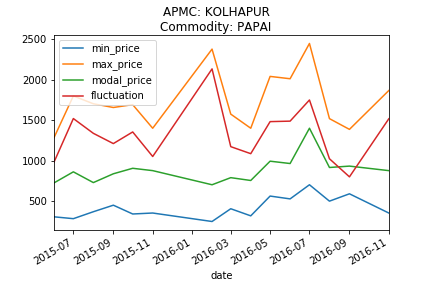 APMC: KOLHAPUR
Commodity: PAPAI
2500
2000
1500
1000
500
min_price
max_price
modal_price
fluctuation
2015-07
2015-09
2015-11
2016-01
2016-03
2016-05
2016-07
2016-09
2016-11
date